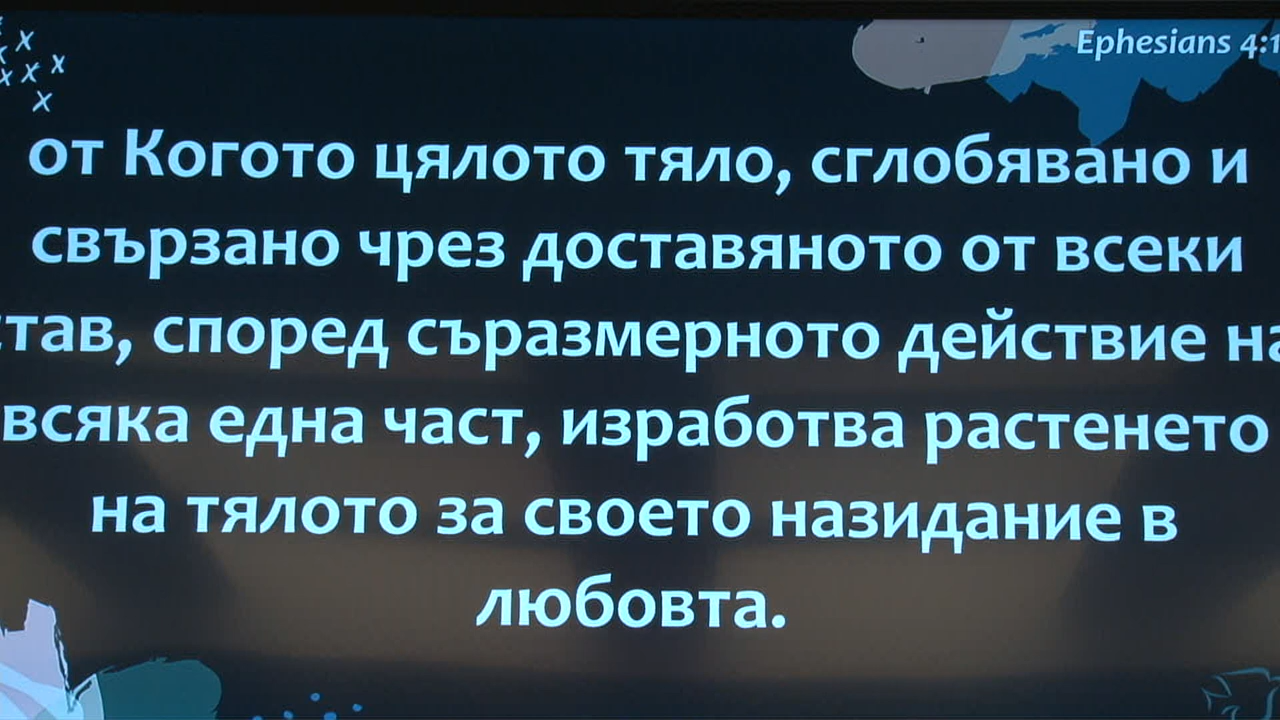 Ephesians 4:1
от Когото цялото тяло, сглобявано и
свързано чрез доставяното от всеки
став, според съразмерното действие на
всяка една част, изработва растенето
на тялото за своето назидание в
любовта.